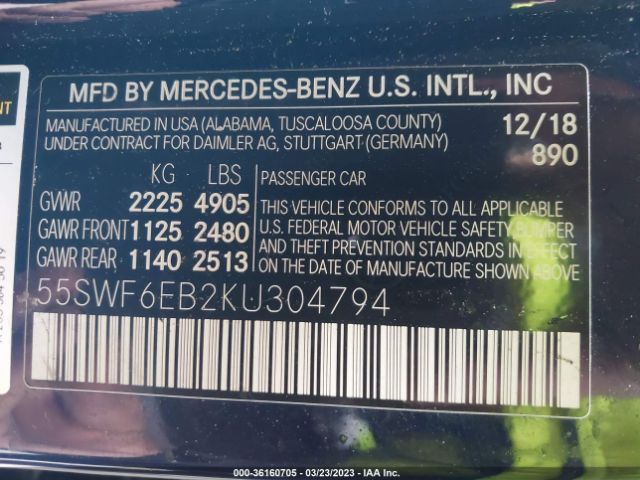 MFD BY MERCEDES-BENZ U.S. INTL., INC
MANUFACTURED IN USA (ALABAMA, TUSCALOOSA COUNTY) 12/18
UNDER CONTRACT FOR DAIMLER AG, STUTTGART (GERMANY) 890
KG LBS
GVWR 2225 4905
GAWR FRONT 1125 2480
GAWR REAR 1140 2513
PASSENGER CAR
THIS VEHICLE CONFORMS TO ALL APPLICABLE
U.S. FEDERAL MOTOR VEHICLE SAFETY BUMPER
AND THEFT PREVENTION STANDARDS IN EFFECT
ON THE DATE OF MANUFACTURE SHOWN ABOVE.
55SWF6EB2KU304794
000-36160705 - 03/23/2023 - IAA Inc.